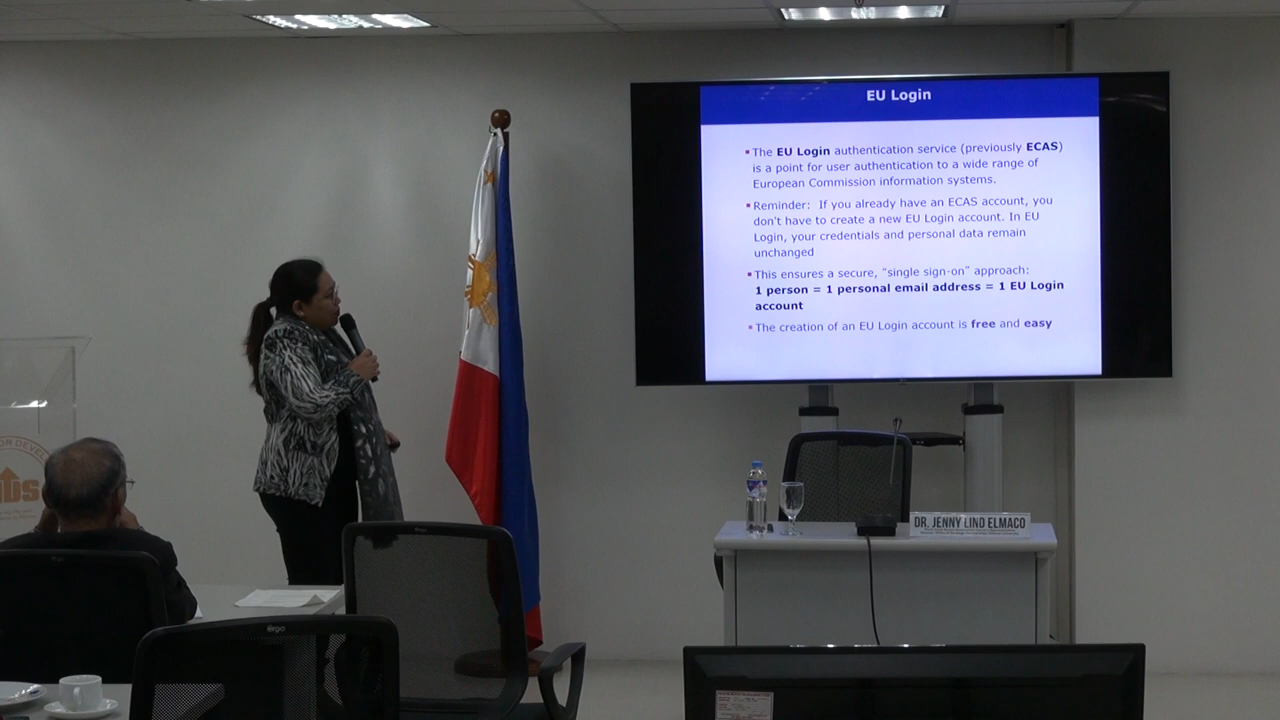 EU Login
The EU Login authentication service (previously ECAS)
is a point for user authentication to a wide range of
European Commission information systems.
Reminder: If you already have an ECAS account, you
don't have to create a new EU Login account. In EU
Login, your credentials and personal data remain
unchanged
This ensures a secure, "single sign-on" approach:
1 person = 1 personal email address = 1 EU Login
account
The creation of an EU Login account is free and easy
OR DEVE
DR. JENNY LIND ELMACO
ergo
ergo